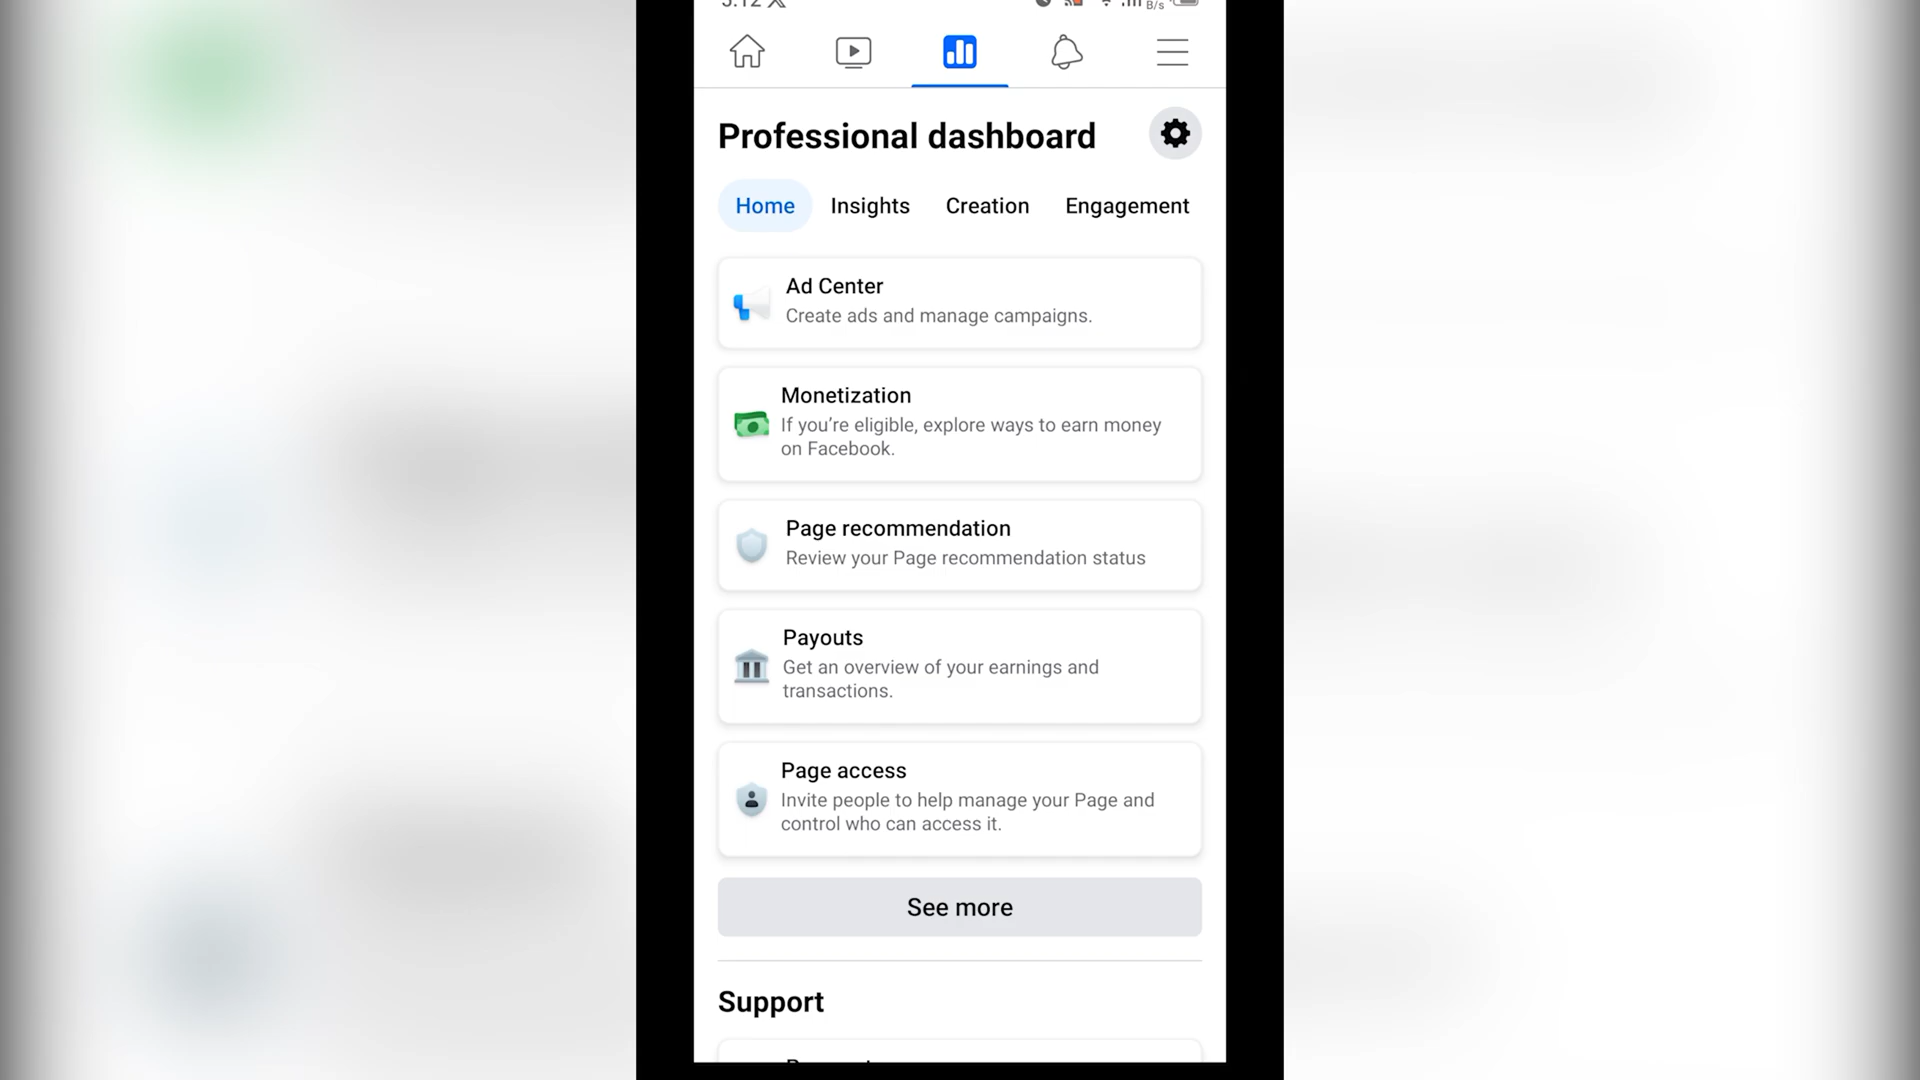 5:12
B/s
Professional dashboard
Home Insights Creation Engagement
Ad Center
Create ads and manage campaigns.
Monetization
If you’re eligible, explore ways to earn money
on Facebook.
Page recommendation
Review your Page recommendation status
Payouts
Get an overview of your earnings and
transactions.
Page access
Invite people to help manage your Page and
control who can access it.
See more
Support